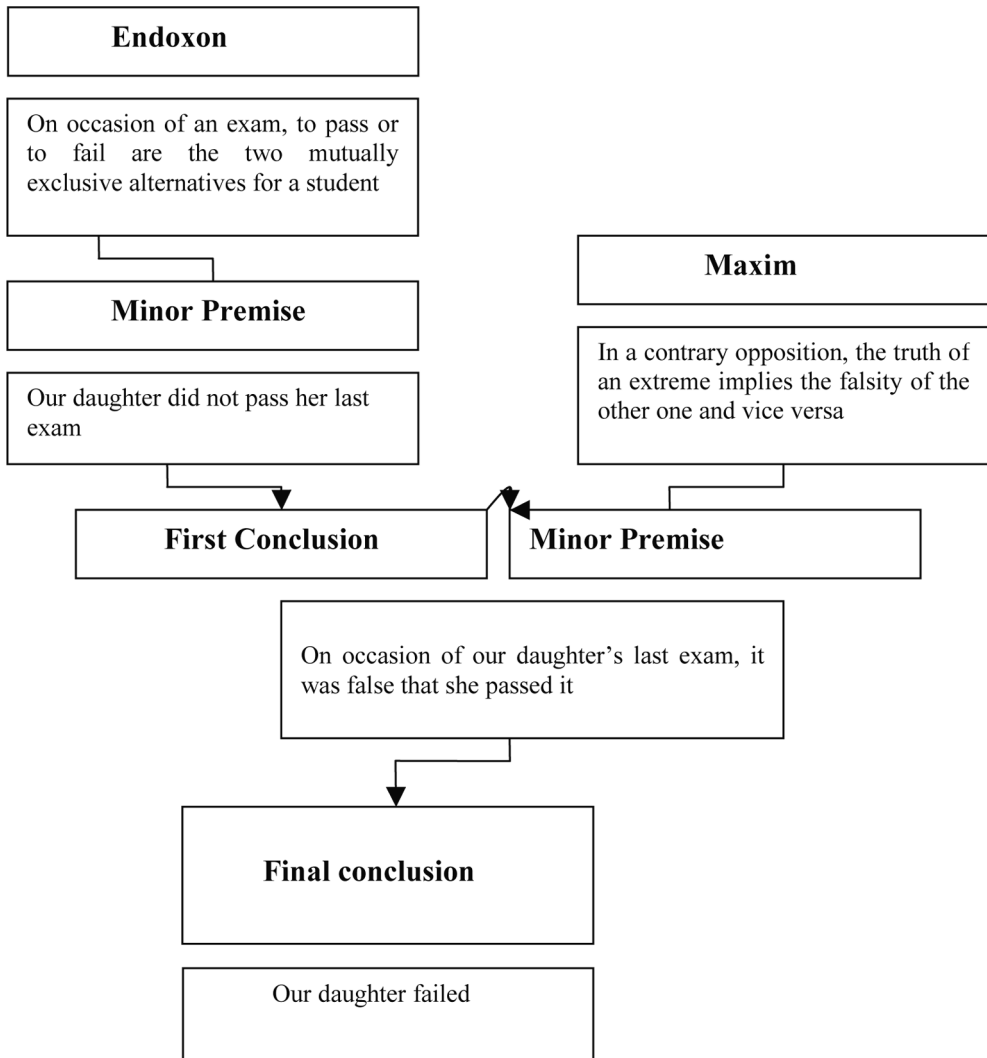 Endoxon
On occasion of an exam, to pass or
to fail are the two mutually
exclusive alternatives for a student
Minor Premise
Our daughter did not pass her last
exam
Maxim
In a contrary opposition, the truth of
an extreme implies the falsity of the
other one and vice versa
First Conclusion
Minor Premise
On occasion of our daughter’s last exam, it
was false that she passed it
Final conclusion
Our daughter failed